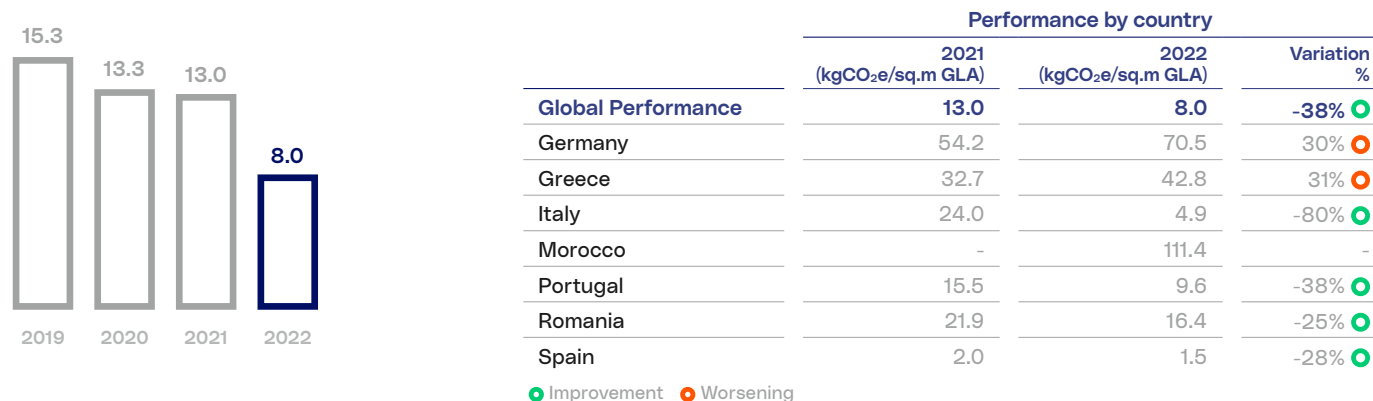 15.3
13.3
13.0
8.0
2019 2020 2021 2022
Performance by country
2021 2022 Variation
(kgCO₂e/sq.m GLA) (kgCO₂e/sq.m GLA) %
Global Performance 13.0 8.0 -38%
Germany 54.2 70.5 30%
Greece 32.7 42.8 31%
Italy 24.0 4.9 -80%
Morocco - 111.4 -
Portugal 15.5 9.6 -38%
Romania 21.9 16.4 -25%
Spain 2.0 1.5 -28%
Improvement Worsening